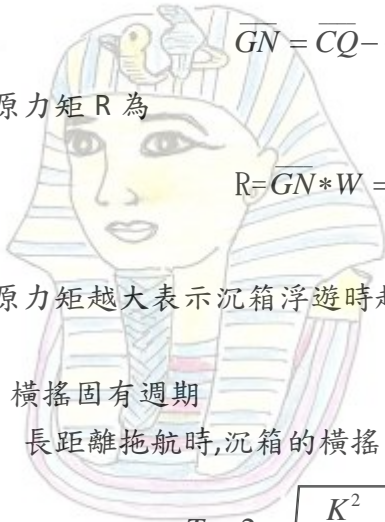 GN = CQ−
原力矩 R 為
R=GN*W =
原力矩越大表示沉箱浮遊時
橫搖固有週期
長距離拖航時,沉箱的橫搖
K²